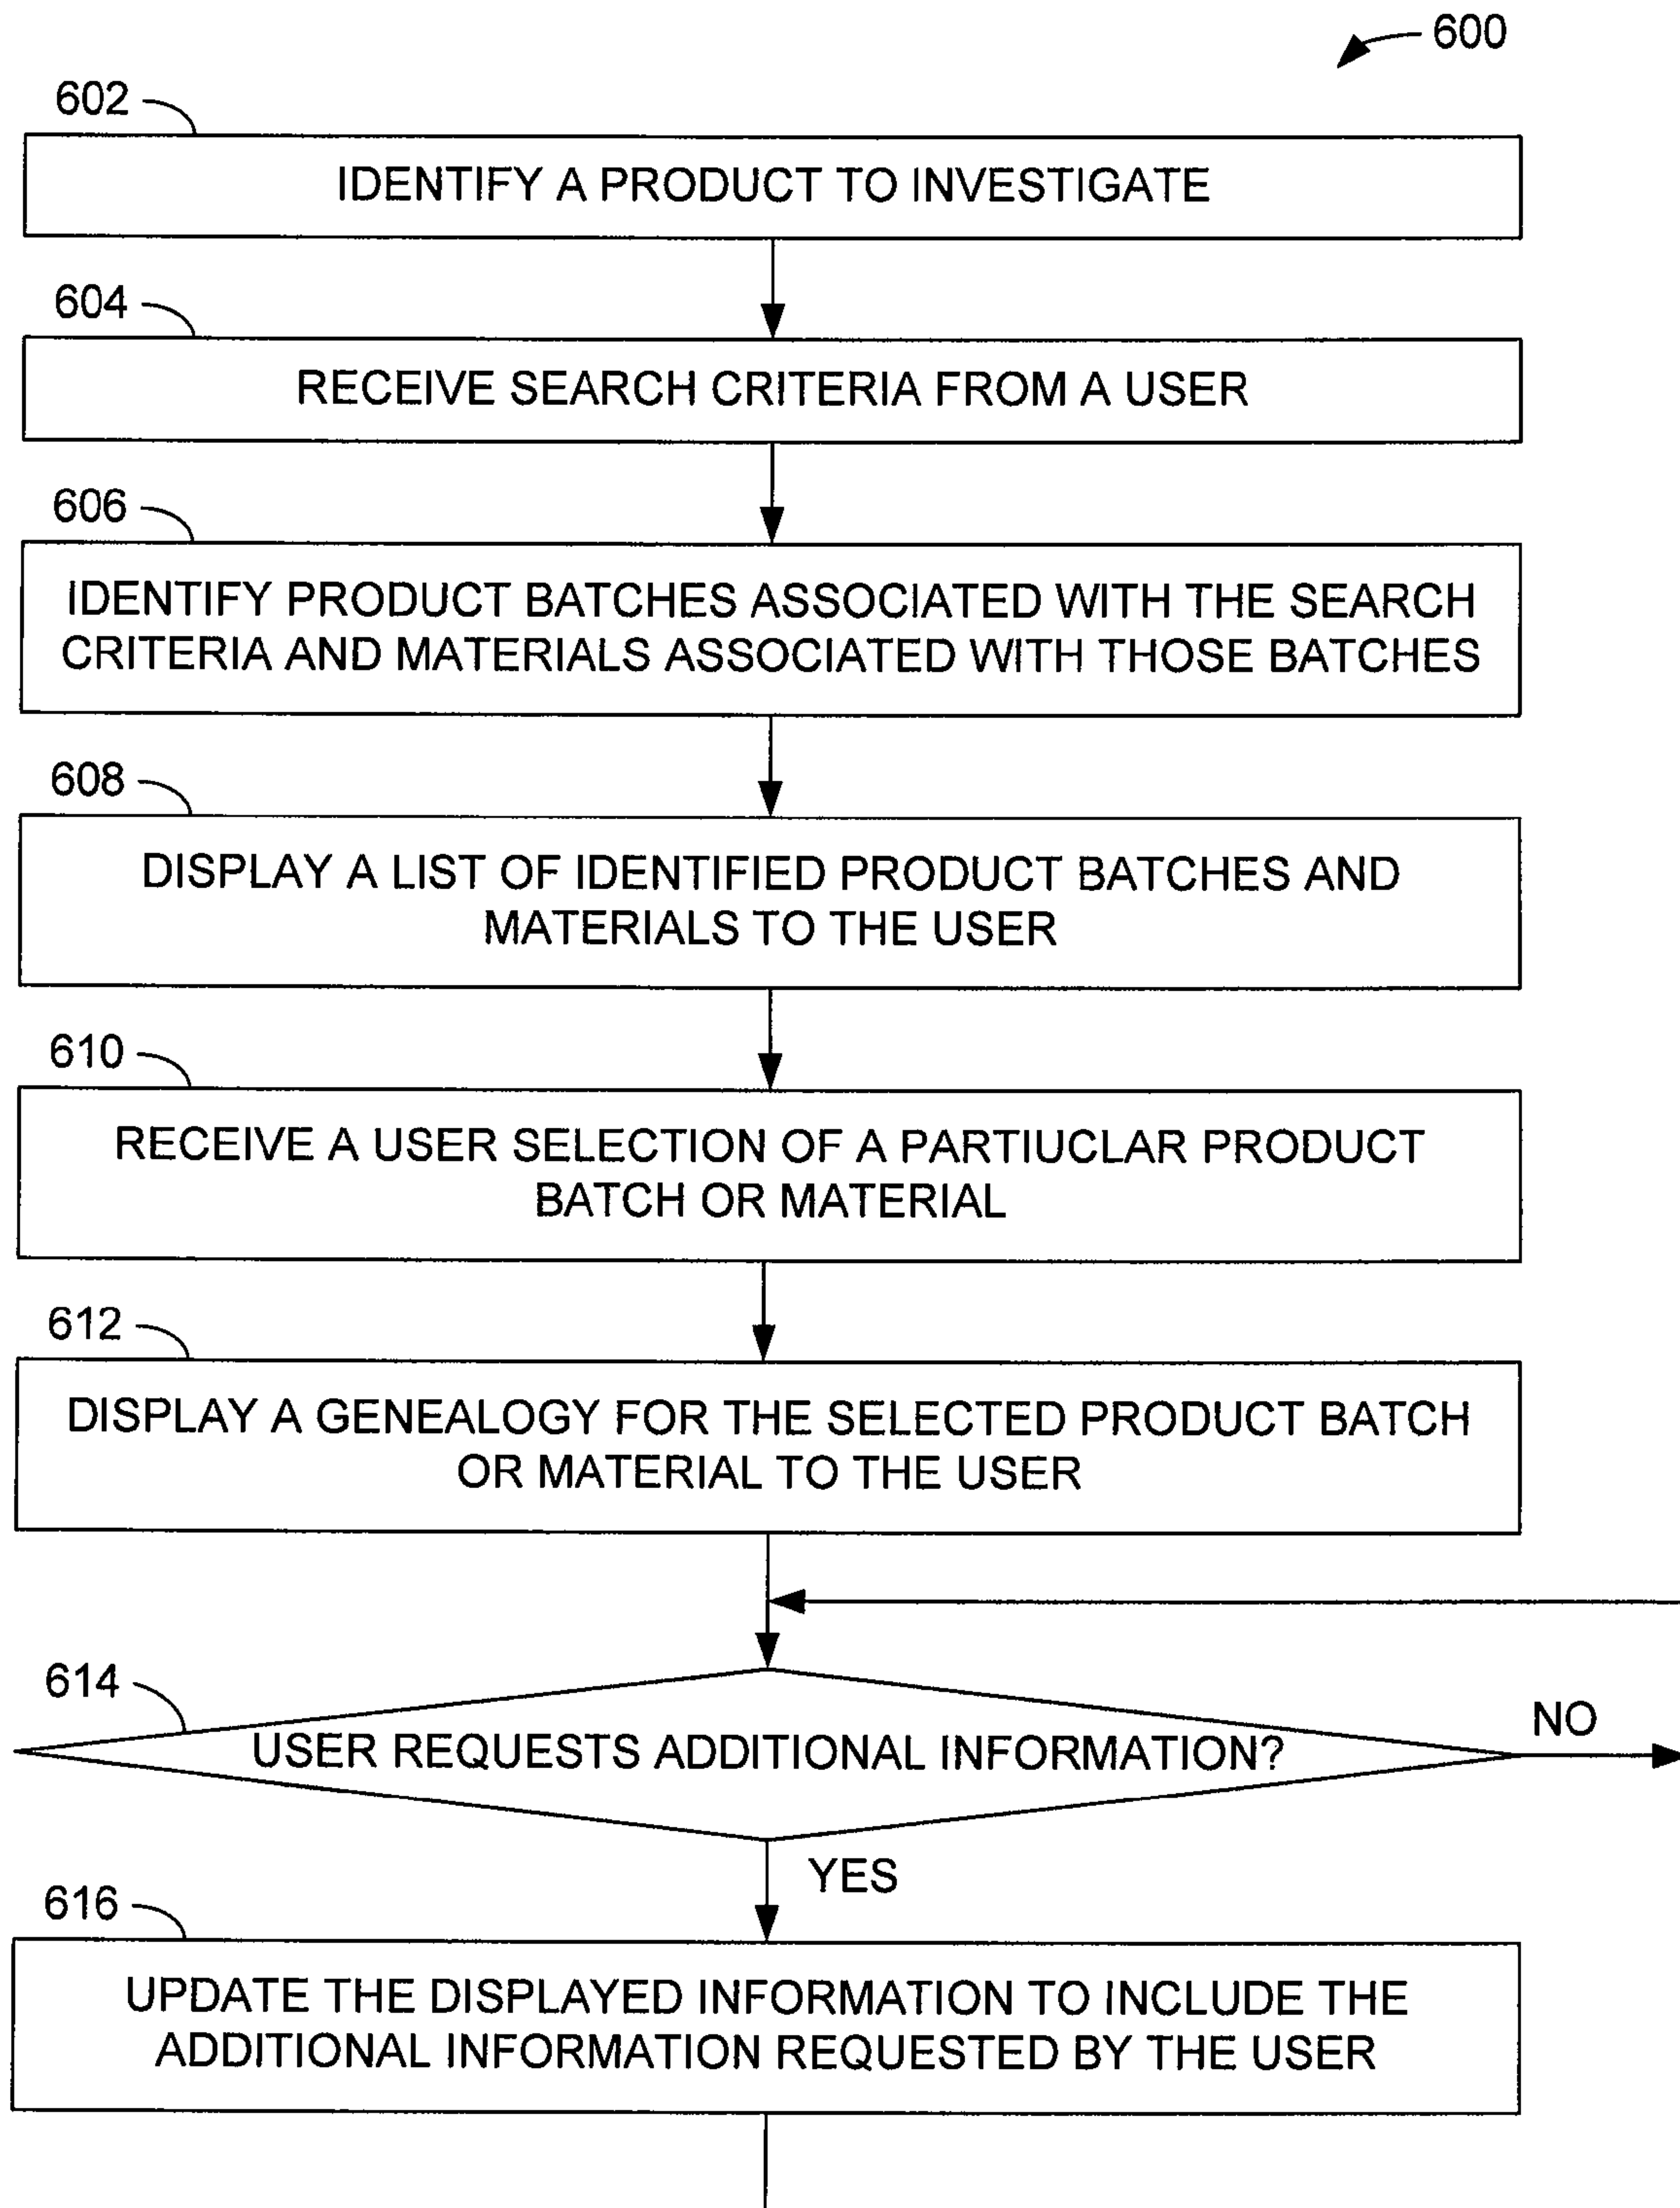 600
602
IDENTIFY A PRODUCT TO INVESTIGATE
604
RECEIVE SEARCH CRITERIA FROM A USER
606
IDENTIFY PRODUCT BATCHES ASSOCIATED WITH THE SEARCH
CRITERIA AND MATERIALS ASSOCIATED WITH THOSE BATCHES
608
DISPLAY A LIST OF IDENTIFIED PRODUCT BATCHES AND
MATERIALS TO THE USER
610
RECEIVE A USER SELECTION OF A PARTIUCLAR PRODUCT
BATCH OR MATERIAL
612
DISPLAY A GENEALOGY FOR THE SELECTED PRODUCT BATCH
OR MATERIAL TO THE USER
614
USER REQUESTS ADDITIONAL INFORMATION?
NO
YES
616
UPDATE THE DISPLAYED INFORMATION TO INCLUDE THE
ADDITIONAL INFORMATION REQUESTED BY THE USER